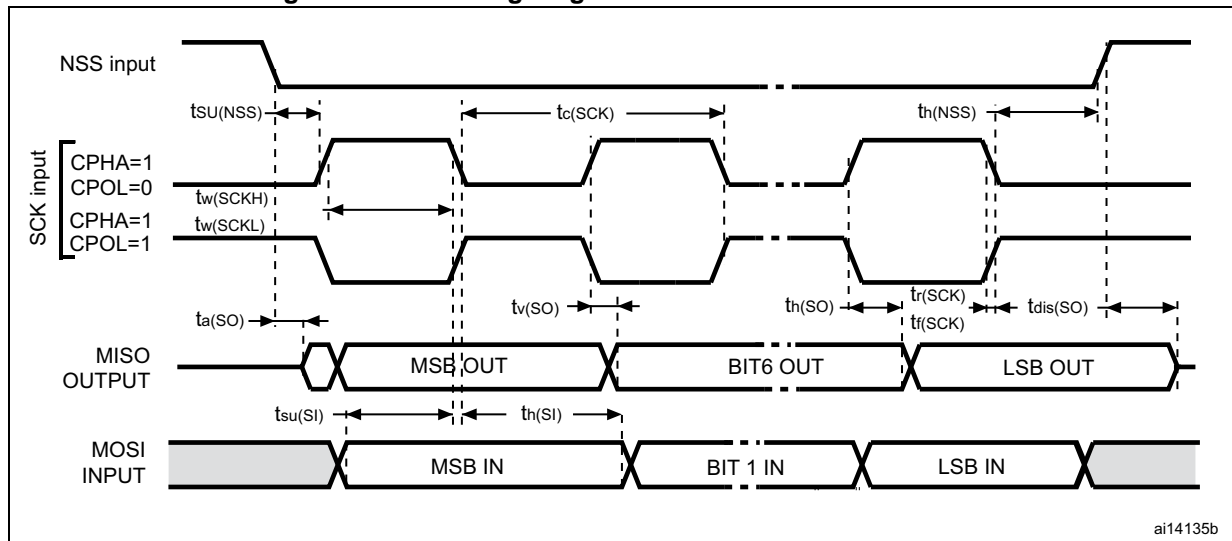 NSS input
tSU(NSS)
tc(SCK)
th(NSS)
SCK input
CPHA=1
CPOL=0
tw(SCKH)
CPHA=1
tw(SCKL)
CPOL=1
ta(SO)
tv(SO)
th(SO)
tr(SCK)
tf(SCK)
tdis(SO)
MISO
OUTPUT
MSB OUT
BIT6 OUT
LSB OUT
tsu(SI)
th(SI)
MOSI
INPUT
MSB IN
BIT 1 IN
LSB IN
ai14135b